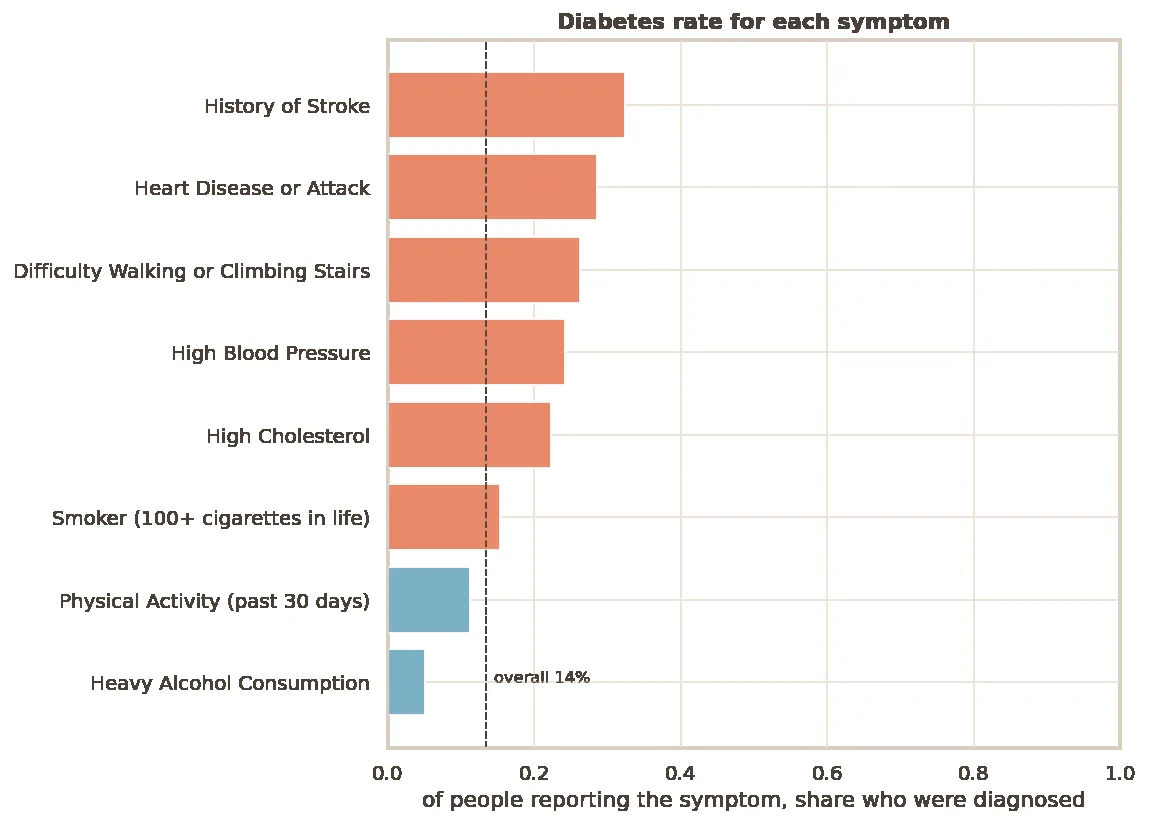 Diabetes rate for each symptom
History of Stroke
Heart Disease or Attack
Difficulty Walking or Climbing Stairs
High Blood Pressure
High Cholesterol
Smoker (100+ cigarettes in life)
Physical Activity (past 30 days)
Heavy Alcohol Consumption
overall 14%
0.0 0.2 0.4 0.6 0.8 1.0
of people reporting the symptom, share who were diagnosed